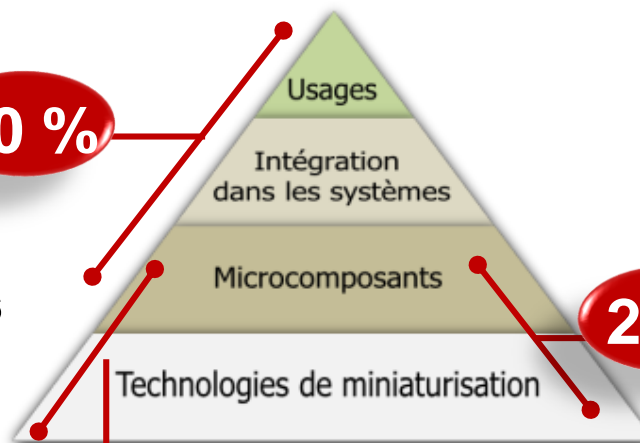 Usages
0 %
Intégration
dans les systèmes
Microcomposants
2
Technologies de miniaturisation